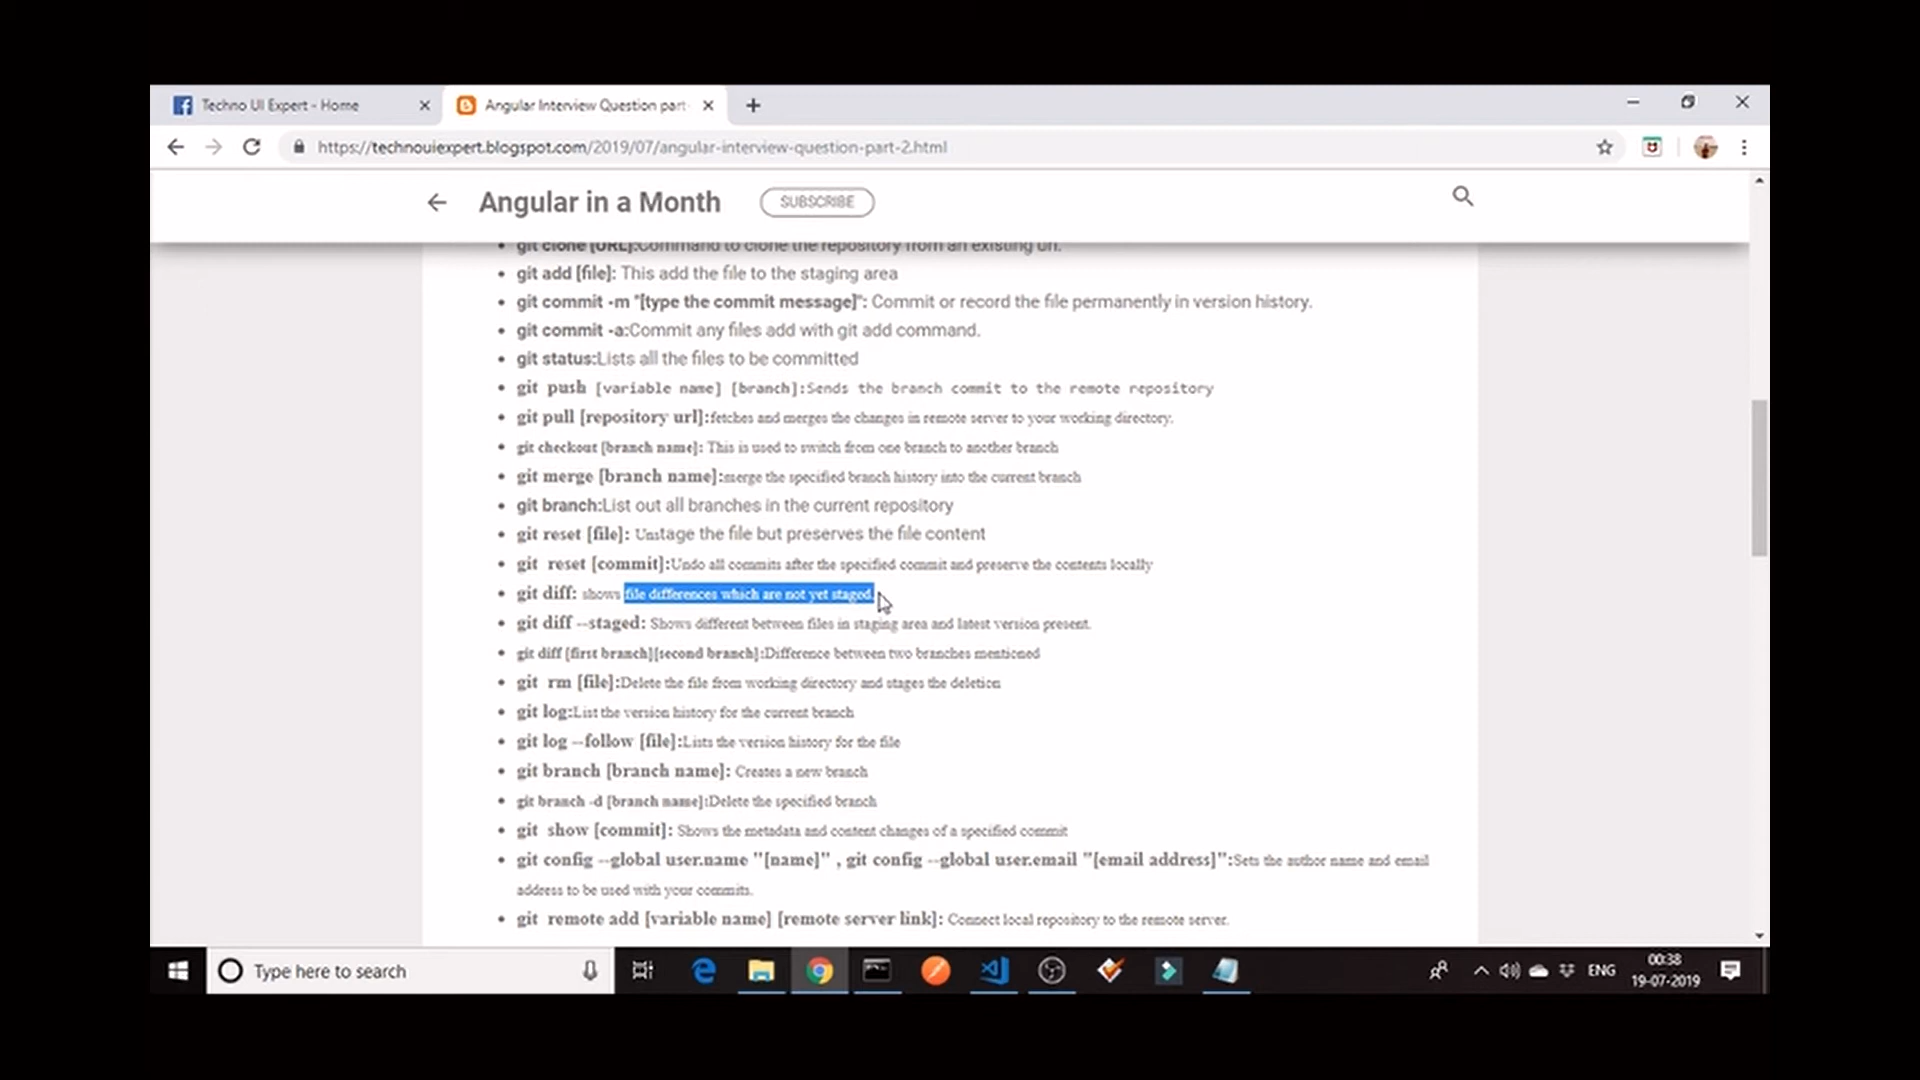 Techno UI Expert - Home
Angular Interview Question part-
https://technouiexpert.blogspot.com/2019/07/angular-interview-question-part-2.html
Angular in a Month
SUBSCRIBE
git clone [URL]:Command to clone the repository from an existing url.
git add [file]: This add the file to the staging area
git commit -m "[type the commit message]": Commit or record the file permanently in version history.
git commit -a:Commit any files add with git add command.
git status:Lists all the files to be committed
git push [variable name] [branch]:Sends the branch commit to the remote repository
git pull [repository url]:fetches and merges the changes in remote server to your working directory.
git checkout [branch name]: This is used to switch from one branch to another branch
git merge [branch name]:merge the specified branch history into the current branch
git branch:List out all branches in the current repository
git reset [file]: Unstage the file but preserves the file content
git reset [commit]:Undo all commits after the specified commit and preserve the contents locally
git diff: shows file differences which are not yet staged.
git diff --staged: Shows different between files in staging area and latest version present.
git diff [first branch][second branch]:Difference between two branches mentioned
git rm [file]:Delete the file from working directory and stages the deletion
git log:List the version history for the current branch
git log --follow [file]:Lists the version history for the file
git branch [branch name]: Creates a new branch
git branch -d [branch name]:Delete the specified branch
git show [commit]: Shows the metadata and content changes of a specified commit
git config --global user.name "[name]" , git config --global user.email "[email address]":Sets the author name and email
address to be used with your commits.
git remote add [variable name] [remote server link]: Connect local repository to the remote server.
Type here to search
ENG
00:38
19-07-2019